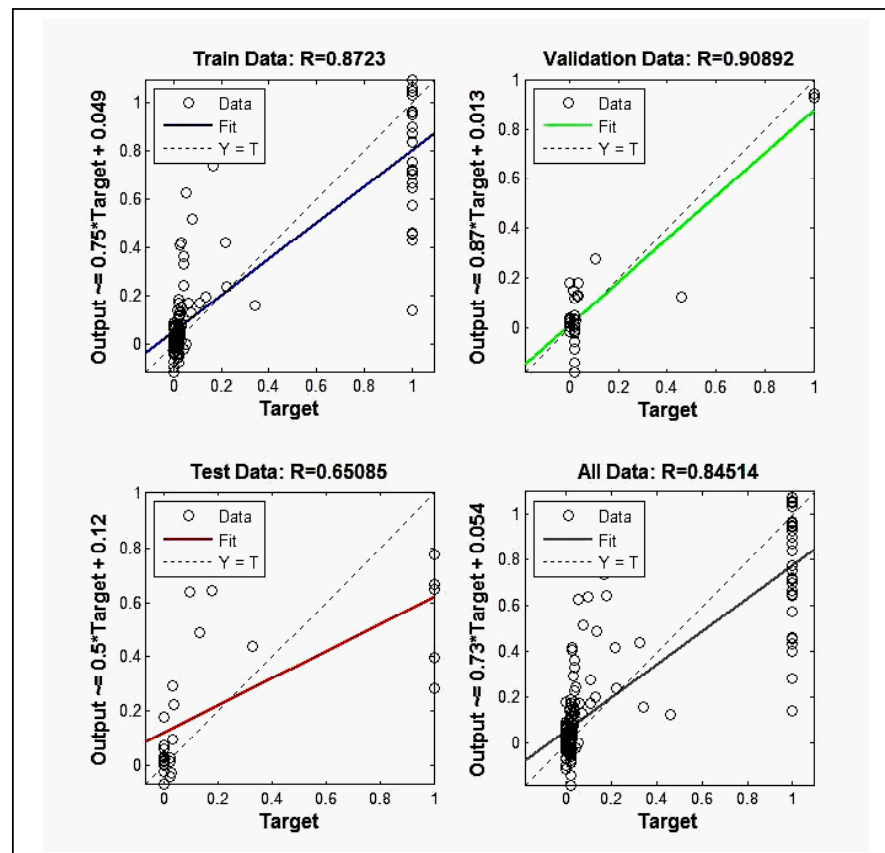 Train Data: R=0.8723
Output ~= 0.75*Target + 0.049
1
0.8
0.6
0.4
0.2
0
Data
Fit
Y = T
0 0.2 0.4 0.6 0.8 1
Target
Validation Data: R=0.90892
Output ~= 0.87*Target + 0.013
1
0.8
0.6
0.4
0.2
0
Data
Fit
Y = T
0 0.2 0.4 0.6 0.8 1
Target
Test Data: R=0.65085
Output ~= 0.5*Target + 0.12
1
0.8
0.6
0.4
0.2
0
Data
Fit
Y = T
0 0.2 0.4 0.6 0.8 1
Target
All Data: R=0.84514
Output ~= 0.73*Target + 0.054
1
0.8
0.6
0.4
0.2
0
Data
Fit
Y = T
0 0.2 0.4 0.6 0.8 1
Target